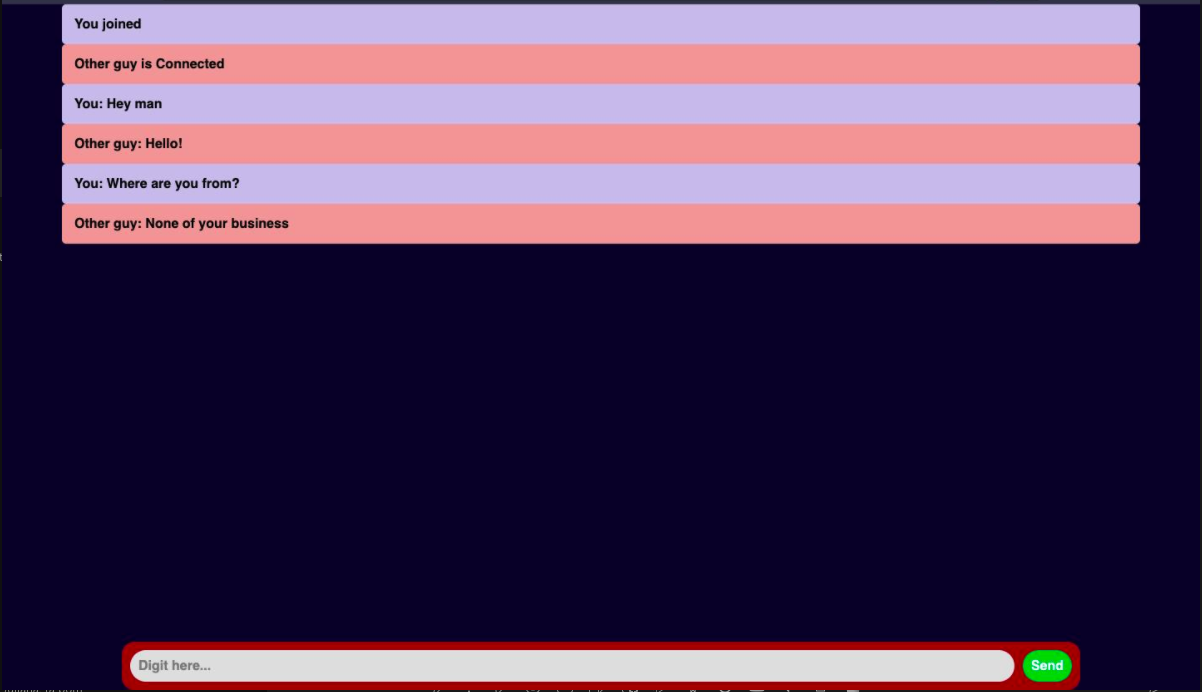 You joined
Other guy is Connected
You: Hey man
Other guy: Hello!
You: Where are you from?
Other guy: None of your business
Digit here...
Send